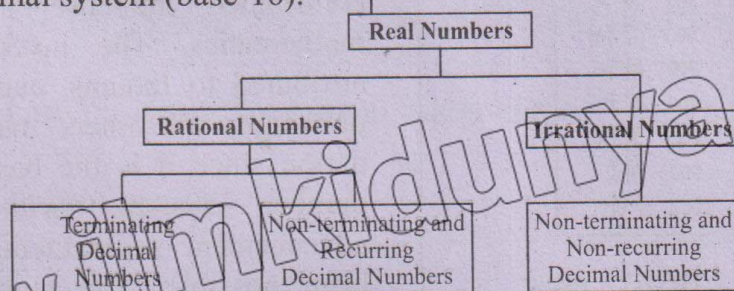 mal system (base 10).
Real Numbers
Rational Numbers
Irrational Numbers
Terminating
Decimal
Numbers
Non-terminating and
Recurring
Decimal Numbers
Non-terminating and
Non-recurring
Decimal Numbers
ilmkidunya